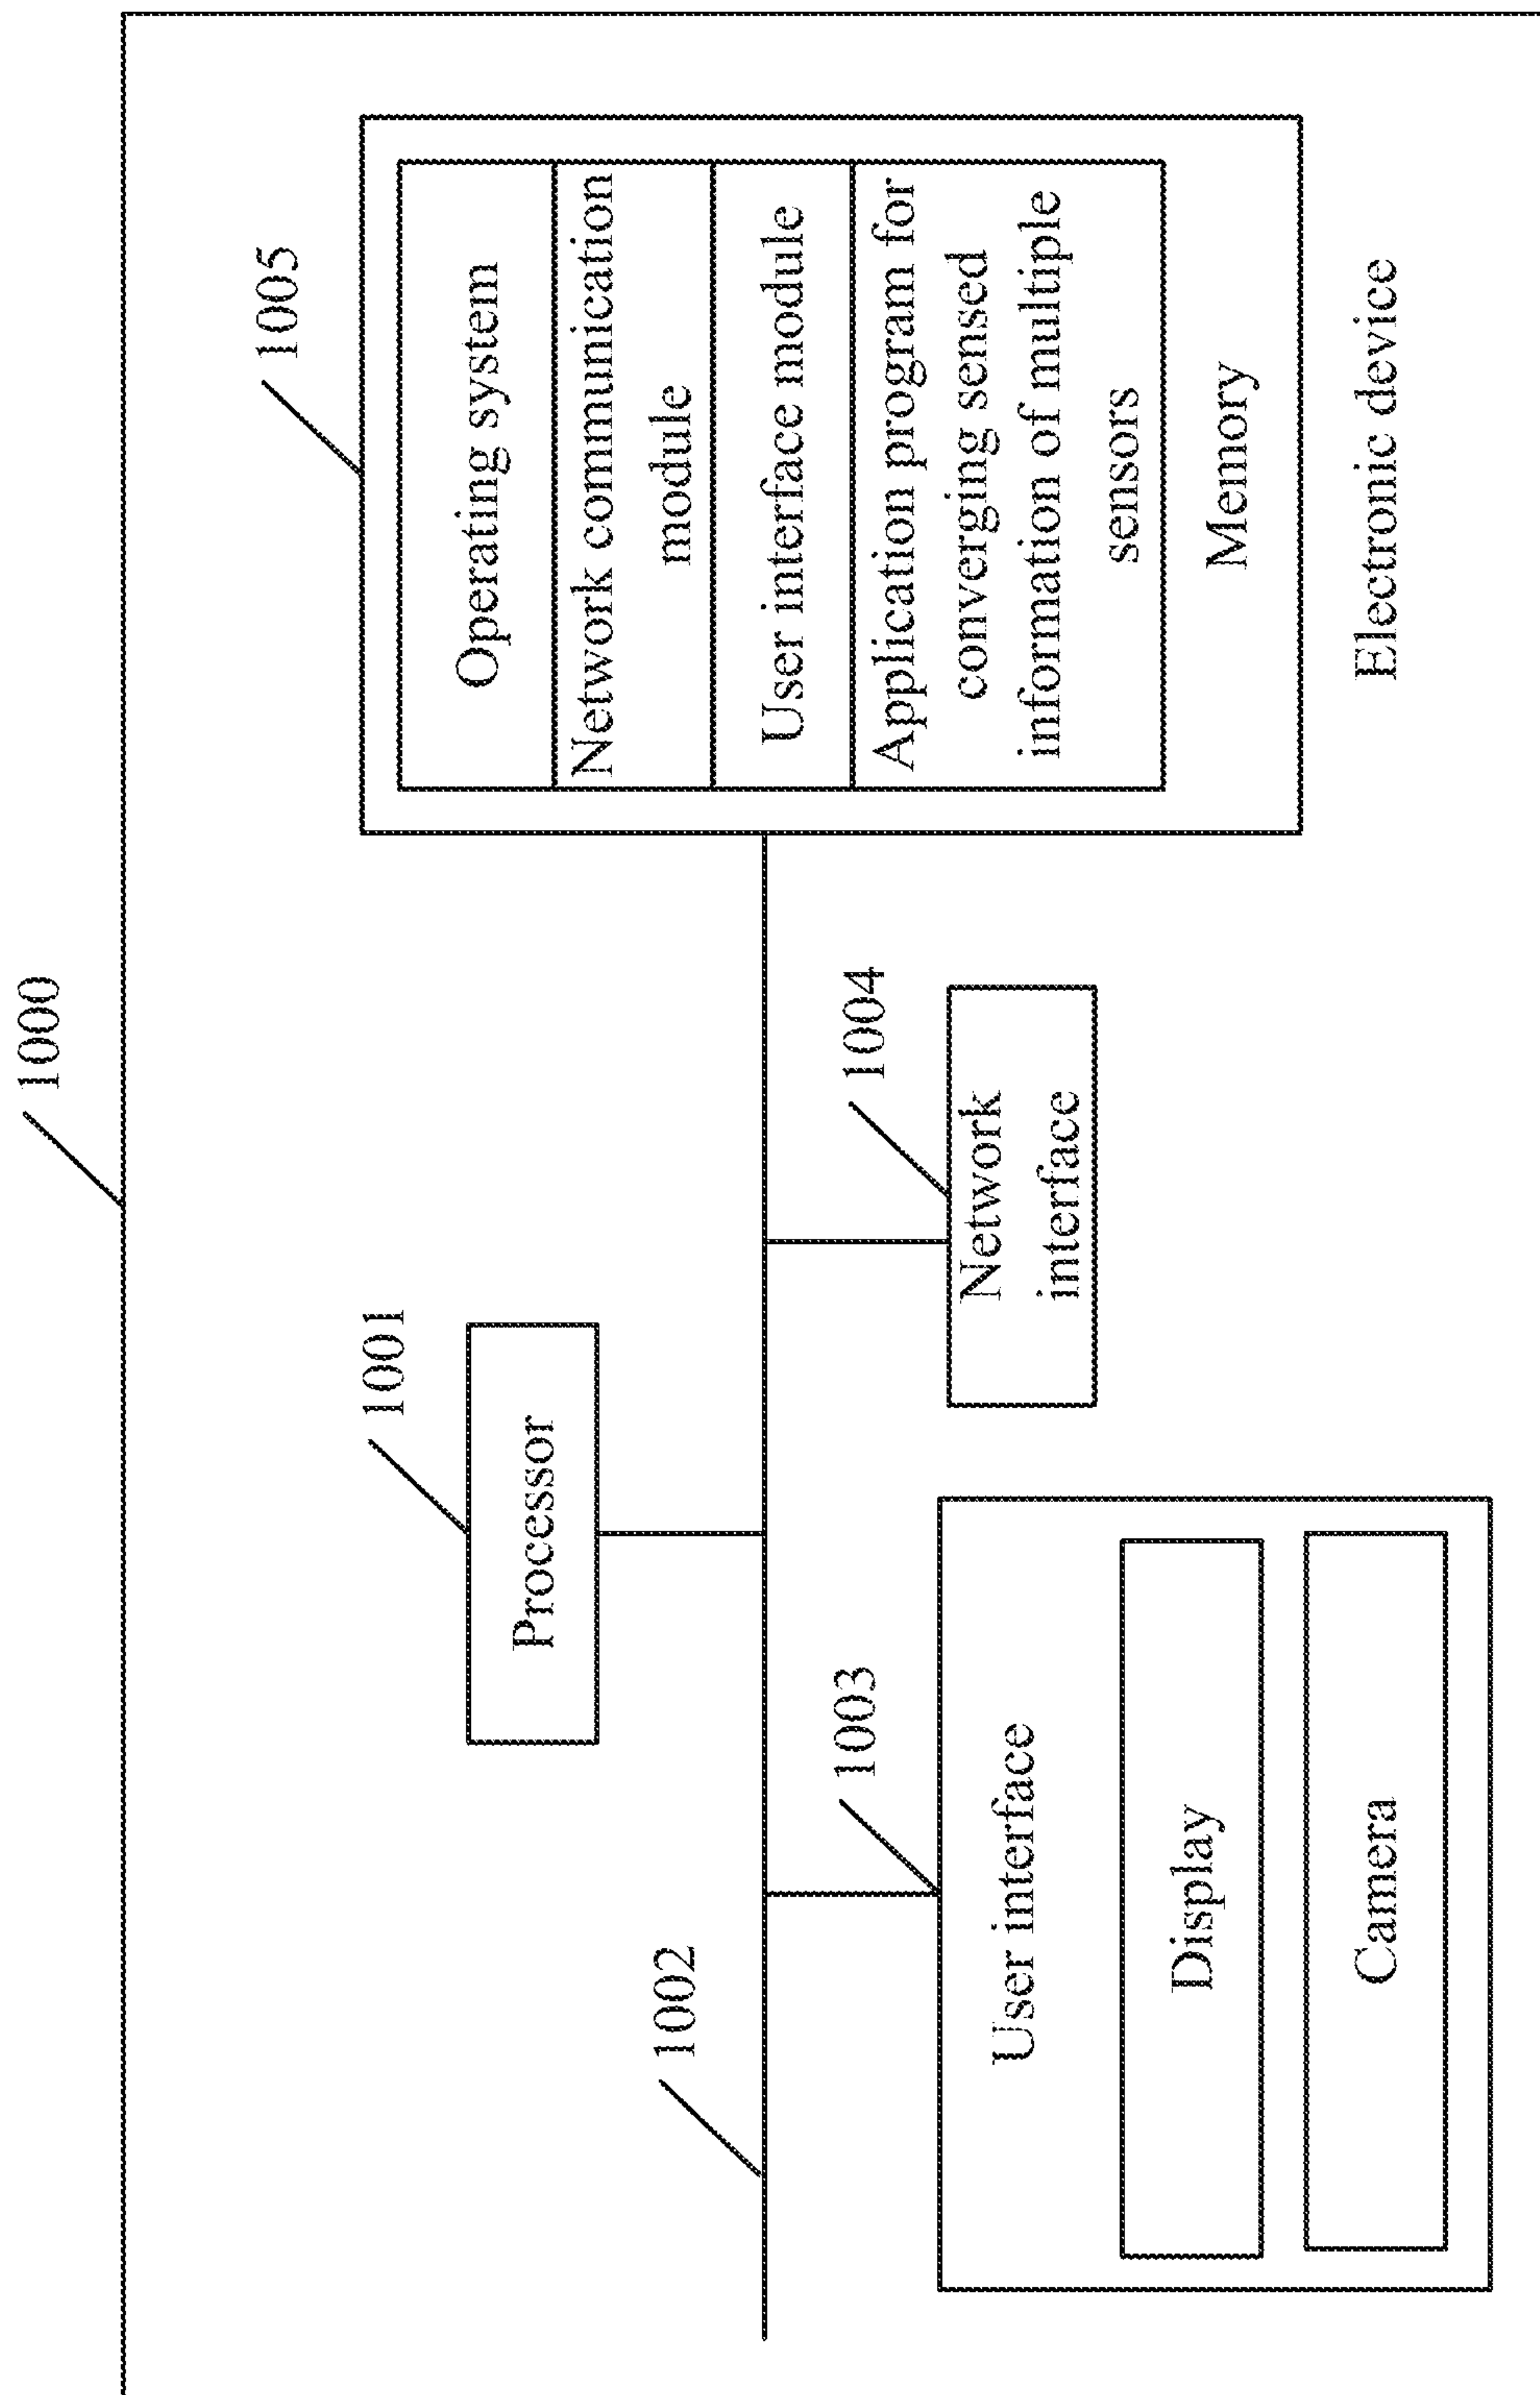 1000
1005
Operating system
Network communication
module
User interface module
Application program for
converging sensed
information of multiple
sensors
Memory
1001
Processor
1002
1003
User interface
Display
Camera
1004
Network
interface
Electronic device